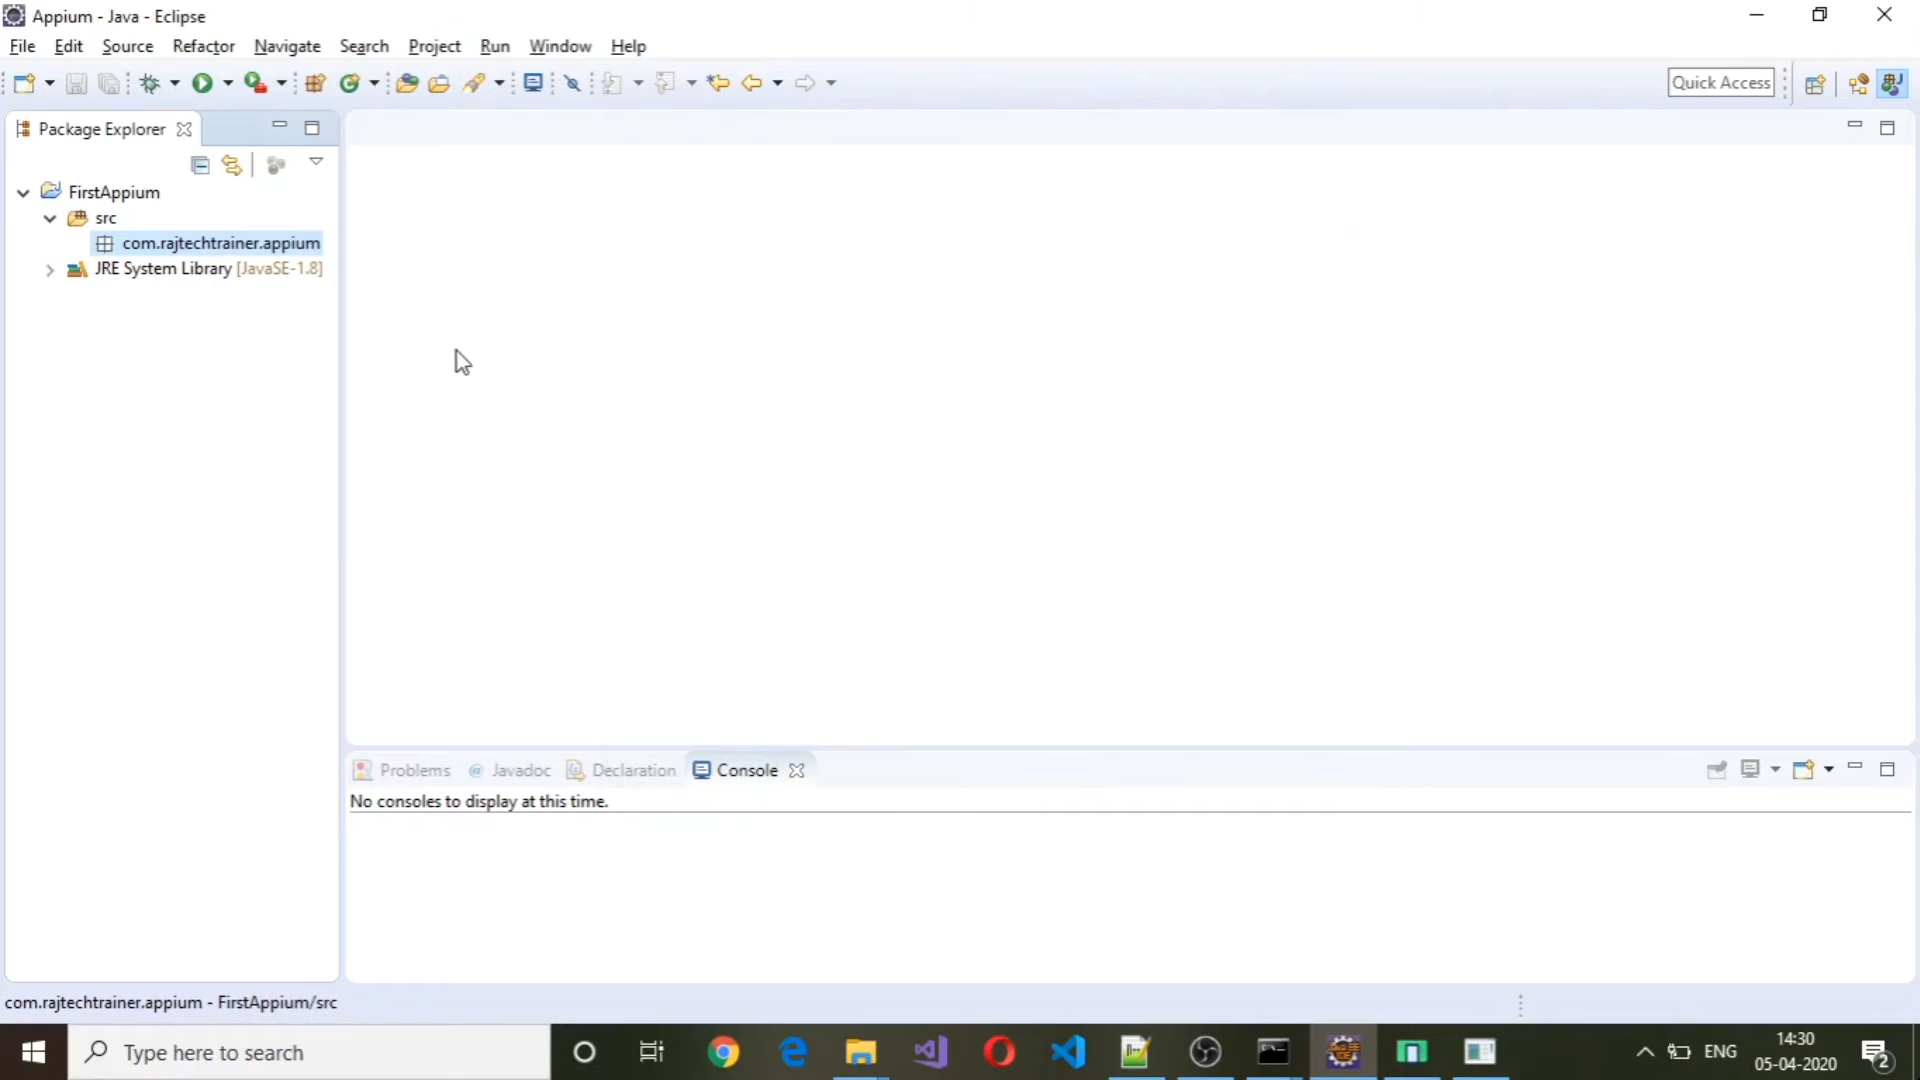 Appium - Java - Eclipse
File Edit Source Refactor Navigate Search Project Run Window Help
Quick Access
Package Explorer
FirstAppium
src
com.rajtechtrainer.appium
JRE System Library [JavaSE-1.8]
Problems @ Javadoc Declaration Console
No consoles to display at this time.
com.rajtechtrainer.appium - FirstAppium/src
Type here to search
ENG
14:30
05-04-2020
2